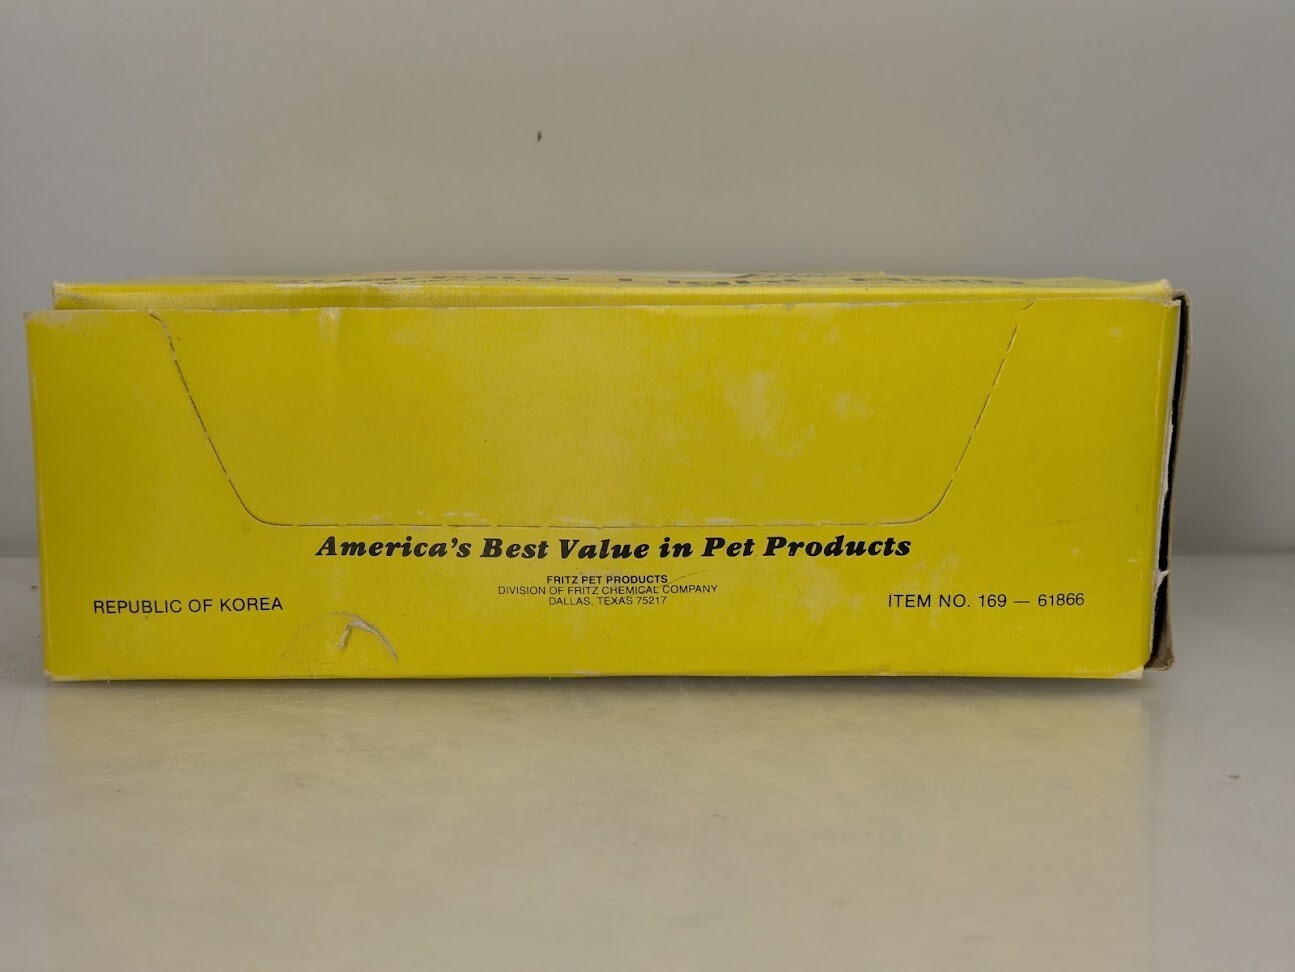 America's Best Value in Pet Products
FRITZ PET PRODUCTS
DIVISION OF FRITZ CHEMICAL COMPANY
DALLAS, TEXAS 75217
REPUBLIC OF KOREA
ITEM NO. 169 — 61866